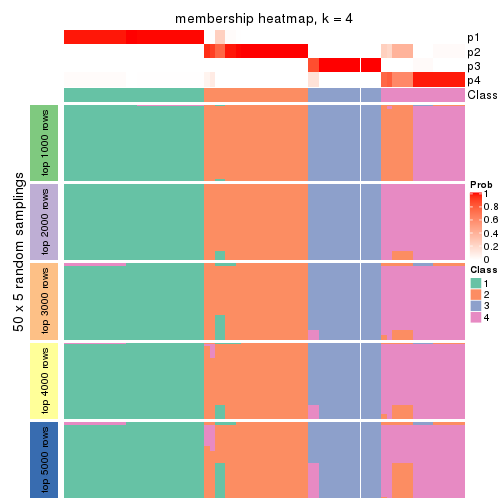 membership heatmap, k = 4
p1
p2
p3
p4
Class
50 x 5 random samplings
top 1000 rows
top 2000 rows
top 3000 rows
top 4000 rows
top 5000 rows
Prob
1
0.8
0.6
0.4
0.2
0
Class
1
2
3
4